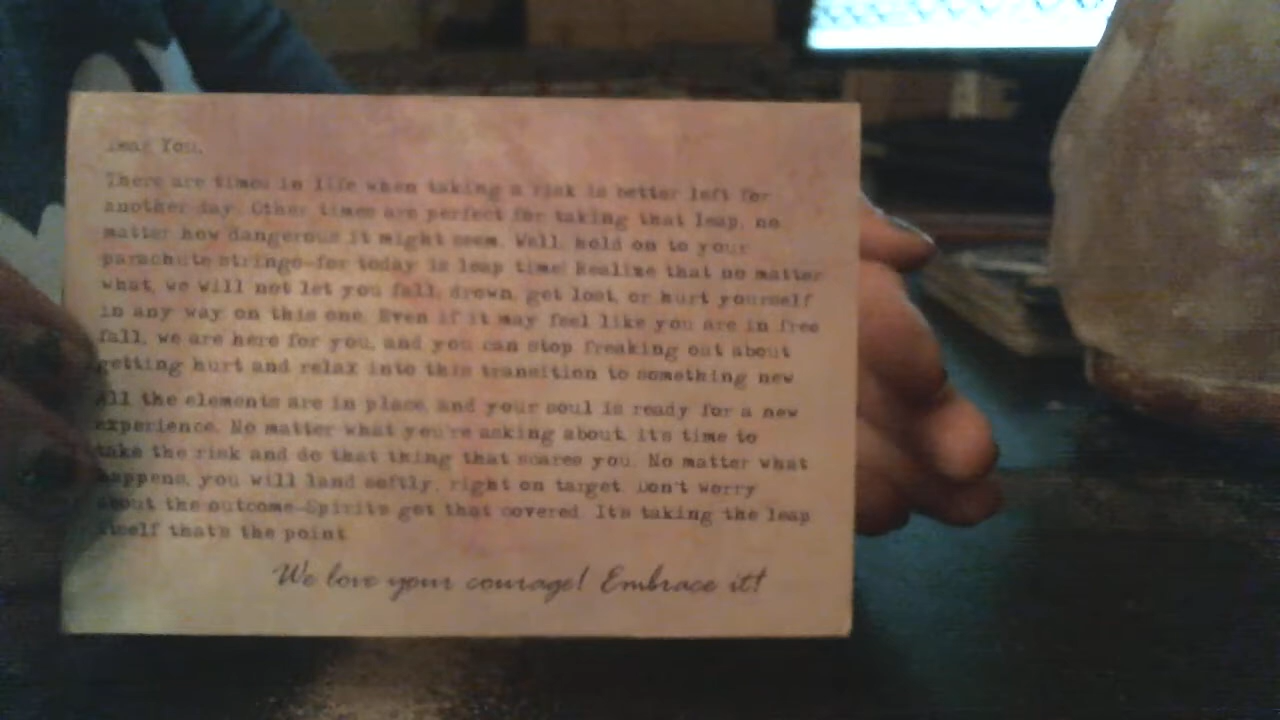 Dear You,
There are times in life when taking a risk is better left for
another day. Other times are perfect for taking that leap, no
matter how dangerous it might seem. Well, hold on to your
parachute strings—for today is leap time! Realize that no matter
what, we will not let you fall, drown, get lost, or hurt yourself
in any way on this one. Even if it may feel like you are in free
fall, we are here for you, and you can stop freaking out about
getting hurt and relax into this transition to something new.
All the elements are in place, and your soul is ready for a new
experience. No matter what you're asking about, it's time to
take the risk and do that thing that scares you. No matter what
happens, you will land softly, right on target. Don't worry
about the outcome—Spirit's got that covered. It's taking the leap
itself that's the point.
We love your courage! Embrace it!